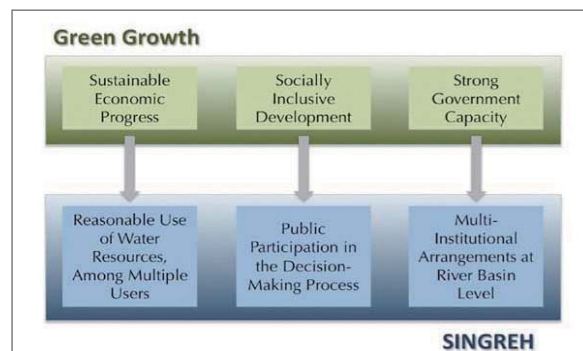 Green Growth
Sustainable
Economic
Progress
Socially
Inclusive
Development
Strong
Government
Capacity
Reasonable Use
of Water
Resources,
Among Multiple
Users
Public
Participation in
the Decision-
Making Process
Multi-
Institutional
Arrangements at
River Basin
Level
SINGREH